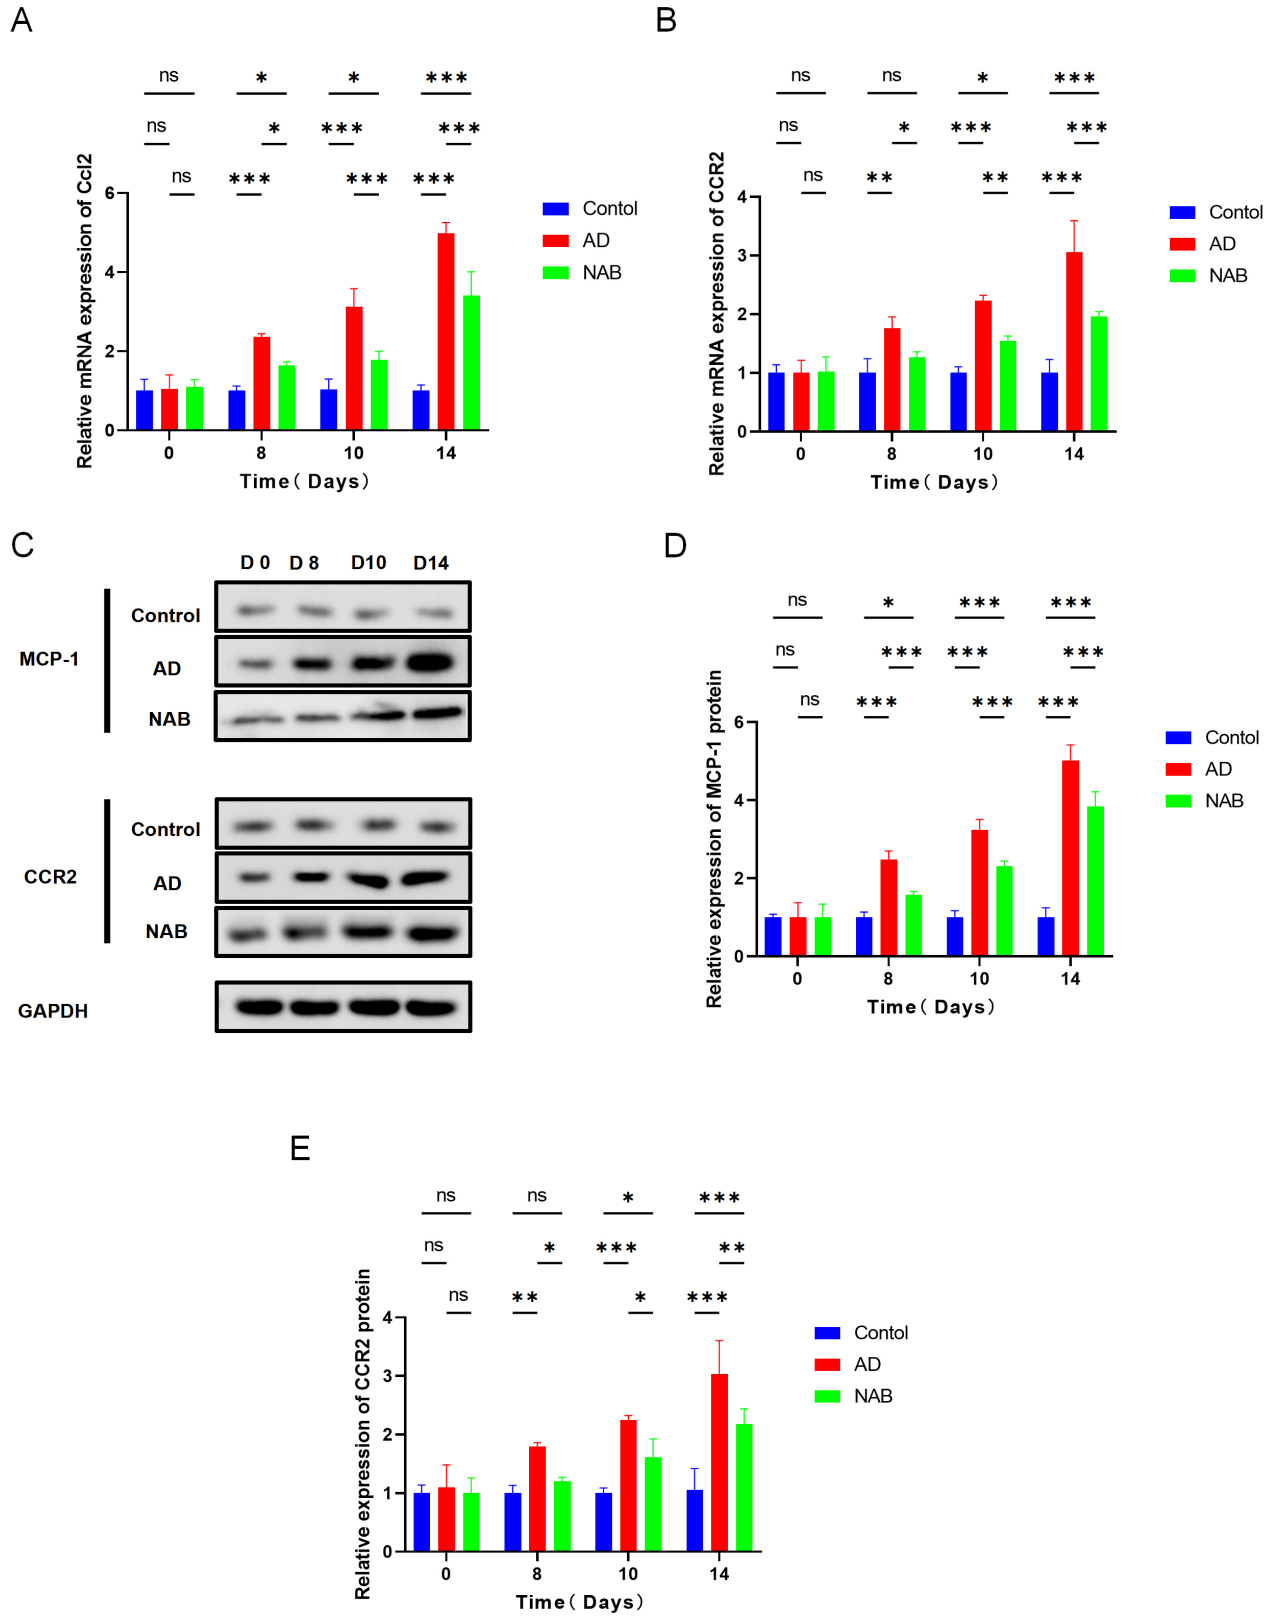 A
ns * * ***
ns * *** ***
ns *** *** ***
Relative mRNA expression of Ccl2
6
4
2
0
0 8 10 14
Time( Days)
Contol
AD
NAB
B
ns ns * ***
ns * *** ***
ns ** ** ***
Relative mRNA expression of CCR2
4
3
2
1
0
0 8 10 14
Time( Days)
Contol
AD
NAB
C
D 0 D 8 D10 D14
MCP-1
Control
AD
NAB
CCR2
Control
AD
NAB
GAPDH
D
ns * *** ***
ns *** *** ***
ns *** *** ***
Relative expression of MCP-1 protein
6
4
2
0
0 8 10 14
Time( Days)
Contol
AD
NAB
E
ns ns * ***
ns * *** **
ns ** * ***
Relative expression of CCR2 protein
4
3
2
1
0
0 8 10 14
Time( Days)
Contol
AD
NAB